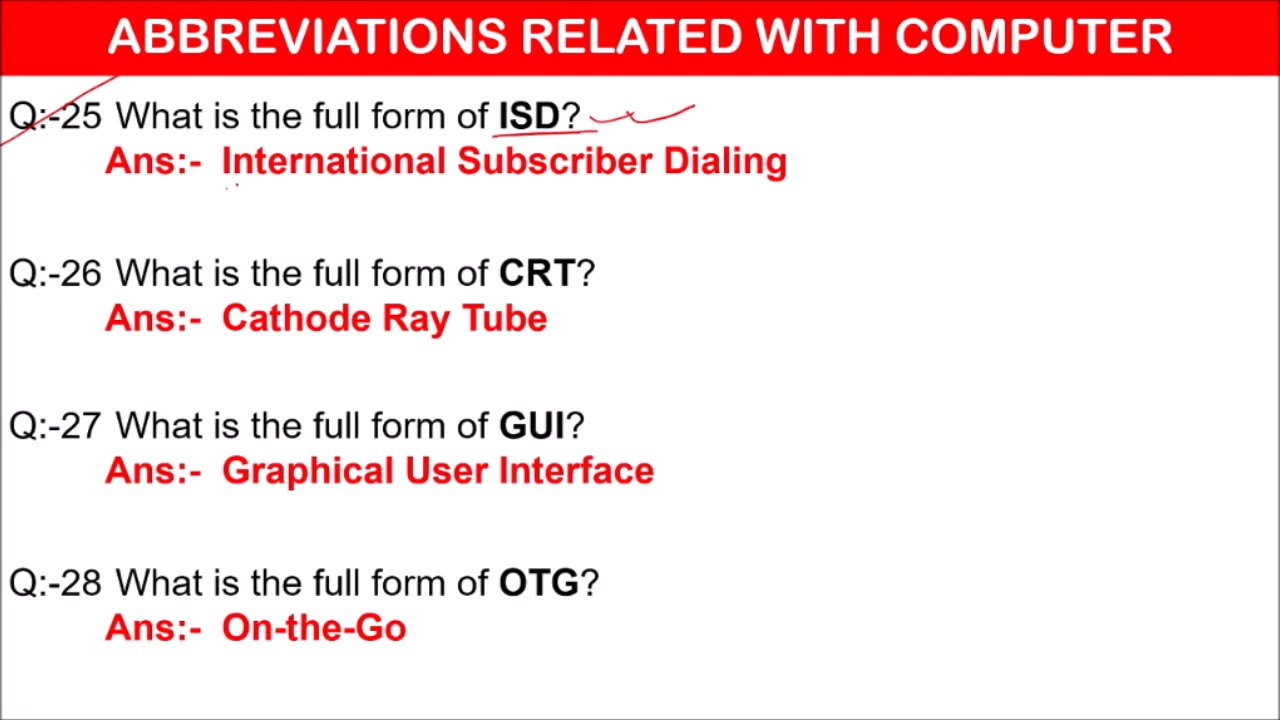 ABBREVIATIONS RELATED WITH COMPUTER
Q:-25 What is the full form of ISD?
Ans:- International Subscriber Dialing
Q:-26 What is the full form of CRT?
Ans:- Cathode Ray Tube
Q:-27 What is the full form of GUI?
Ans:- Graphical User Interface
Q:-28 What is the full form of OTG?
Ans:- On-the-Go